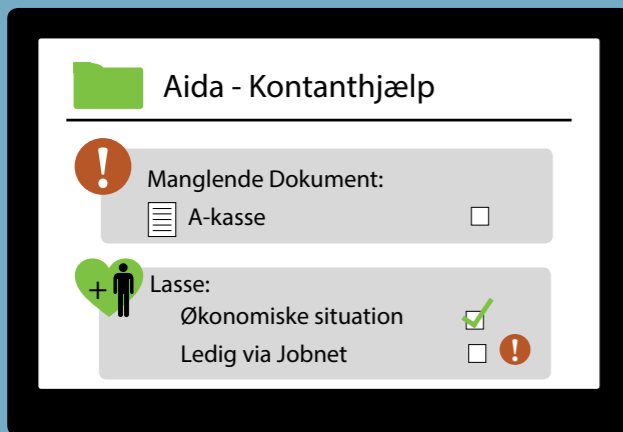 Aida - Kontanthjælp
Manglende Dokument:
A-kasse
Lasse:
Økonomiske situation
Ledig via Jobnet